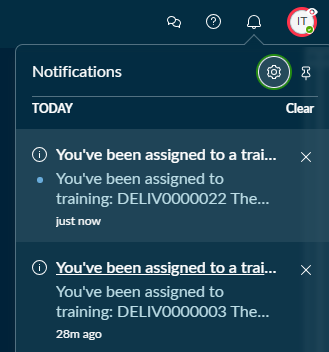 IT
Notifications
TODAY
Clear
You've been assigned to a trai...
You've been assigned to
training: DELIV0000022 The...
just now
You've been assigned to a trai...
You've been assigned to
training: DELIV0000003 The...
28m ago